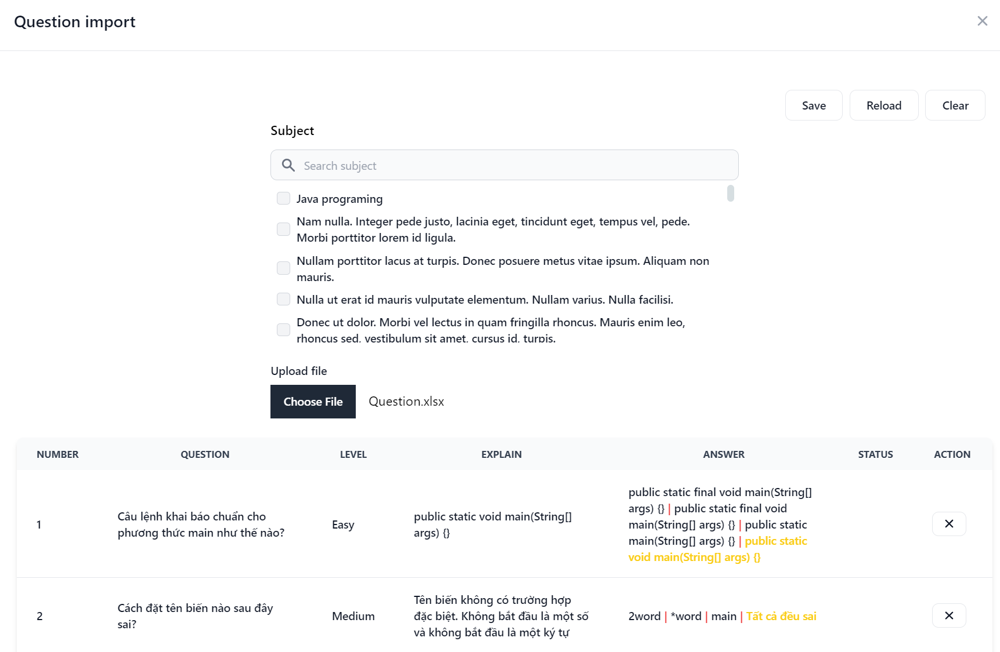 Question import
Save
Reload
Clear
Subject
Search subject
Java programing
Nam nulla. Integer pede justo, lacinia eget, tincidunt eget, tempus vel, pede.
Morbi porttitor lorem id ligula.
Nullam porttitor lacus at turpis. Donec posuere metus vitae ipsum. Aliquam non
mauris.
Nulla ut erat id mauris vulputate elementum. Nullam varius. Nulla facilisi.
Donec ut dolor. Morbi vel lectus in quam fringilla rhoncus. Mauris enim leo,
rhoncus sed, vestibulum sit amet, cursus id, turpis.
Upload file
Choose File
Question.xlsx
NUMBER
QUESTION
LEVEL
EXPLAIN
ANSWER
STATUS
ACTION
1
Câu lệnh khai báo chuẩn cho
phương thức main như thế nào?
Easy
public static void main(String[]
args) {}
public static final void main(String[]
args) {} | public static final void
main(String[] args) {} | public static
main(String[] args) {} | public static
void main(String[] args) {}
2
Cách đặt tên biến nào sau đây
sai?
Medium
Tên biến không có trường hợp
đặc biệt. Không bắt đầu là một số
và không bắt đầu là một ký tự
2word | *word | main | Tất cả đều sai